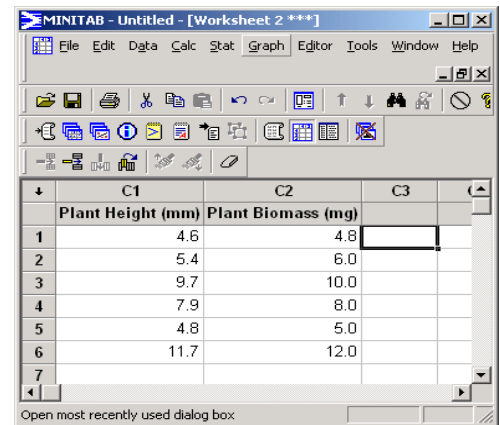 MINITAB - Untitled - [Worksheet 2 ***]
File Edit Data Calc Stat Graph Editor Tools Window Help
C1 C2 C3
Plant Height (mm) Plant Biomass (mg)
1 4.6 4.8
2 5.4 6.0
3 9.7 10.0
4 7.9 8.0
5 4.8 5.0
6 11.7 12.0
7
Open most recently used dialog box